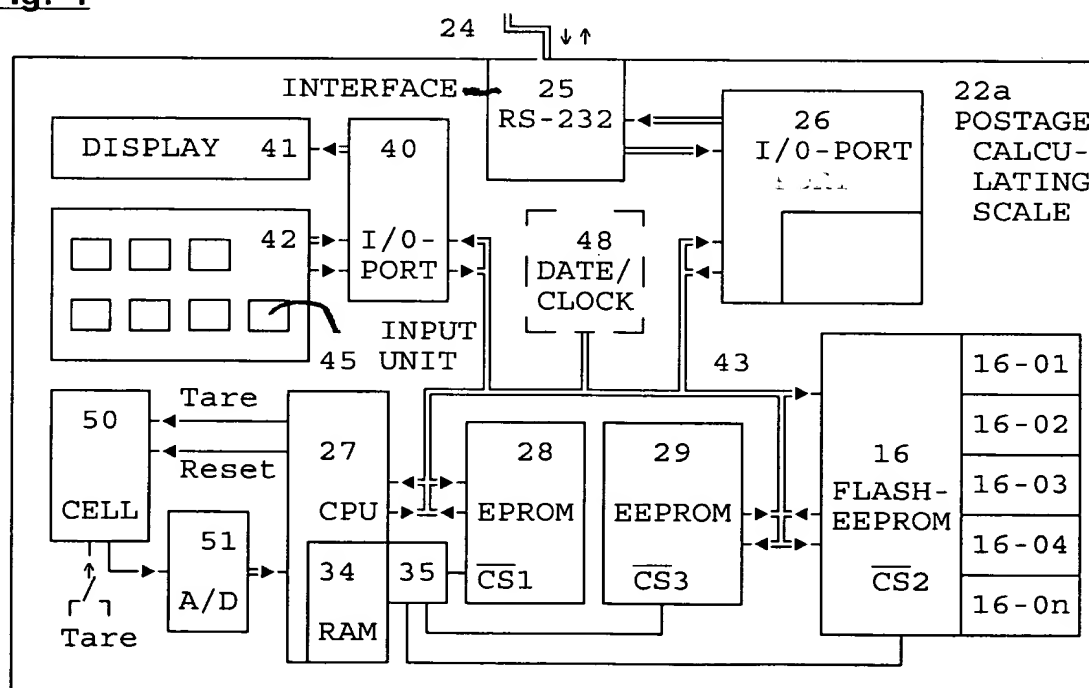 24 ↓↑
INTERFACE
25
RS-232
26
I/0-PORT
22a
POSTAGE
CALCU-
LATING
SCALE
DISPLAY 41
40
I/0-
PORT
42
45
INPUT
UNIT
48
DATE/
CLOCK
43
50
CELL
Tare
Reset
27
CPU
28
EPROM
CS1
29
EEPROM
CS3
16
FLASH-
EEPROM
CS2
16-01
16-02
16-03
16-04
16-0n
51
A/D
34
RAM
35
Tare